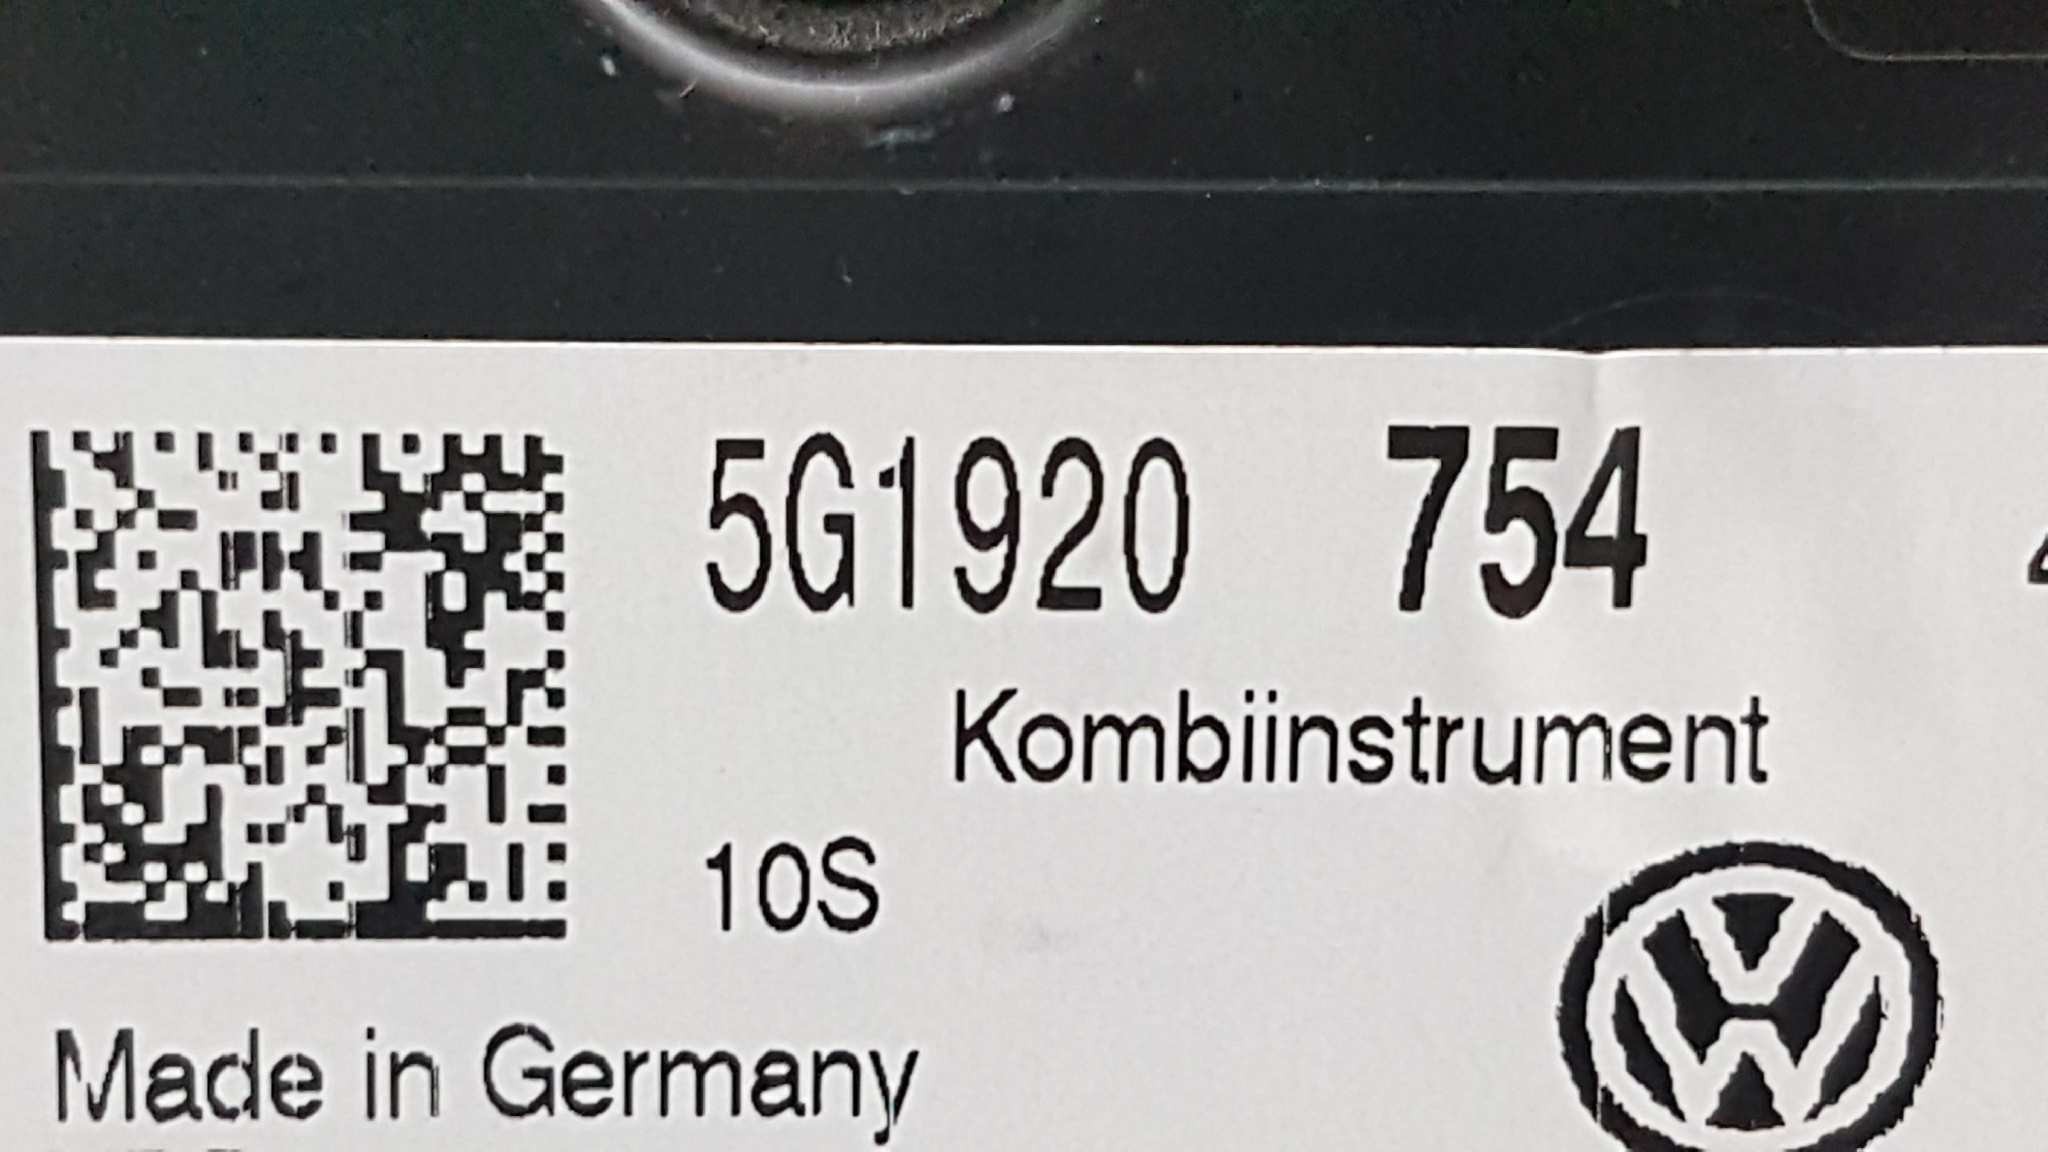 5G1920 754
Kombiinstrument
10S
Made in Germany